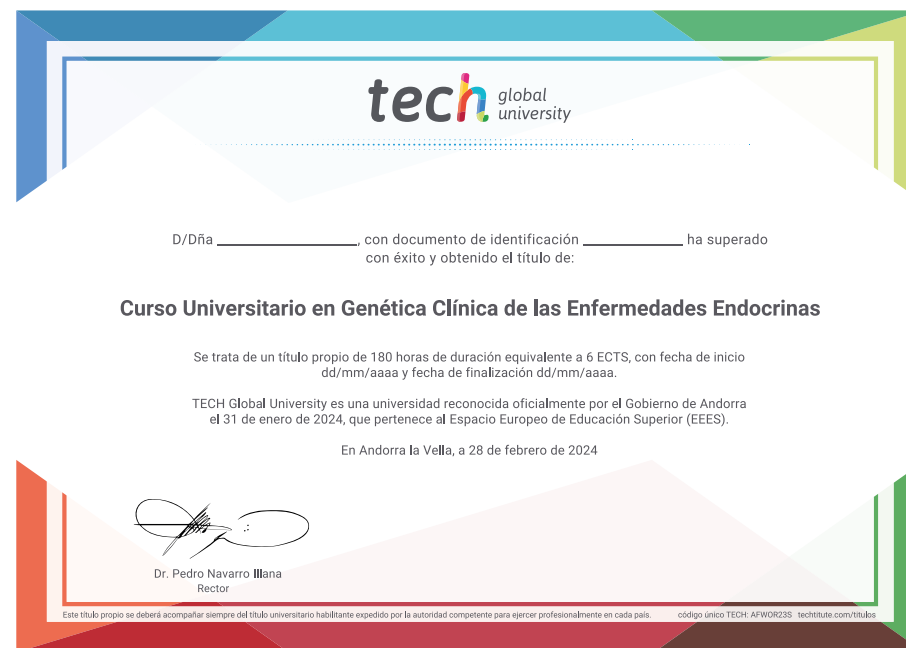 tech global university
D/Dña ____________________, con documento de identificación ______________ ha superado
con éxito y obtenido el título de:
Curso Universitario en Genética Clínica de las Enfermedades Endocrinas
Se trata de un título propio de 180 horas de duración equivalente a 6 ECTS, con fecha de inicio
dd/mm/aaaa y fecha de finalización dd/mm/aaaa.
TECH Global University es una universidad reconocida oficialmente por el Gobierno de Andorra
el 31 de enero de 2024, que pertenece al Espacio Europeo de Educación Superior (EEES).
En Andorra la Vella, a 28 de febrero de 2024
Dr. Pedro Navarro Illana
Rector
Este título propio se deberá acompañar siempre del título universitario habilitante expedido por la autoridad competente para ejercer profesionalmente en cada país. código único TECH: AFWOR23S techtitute.com/titulos